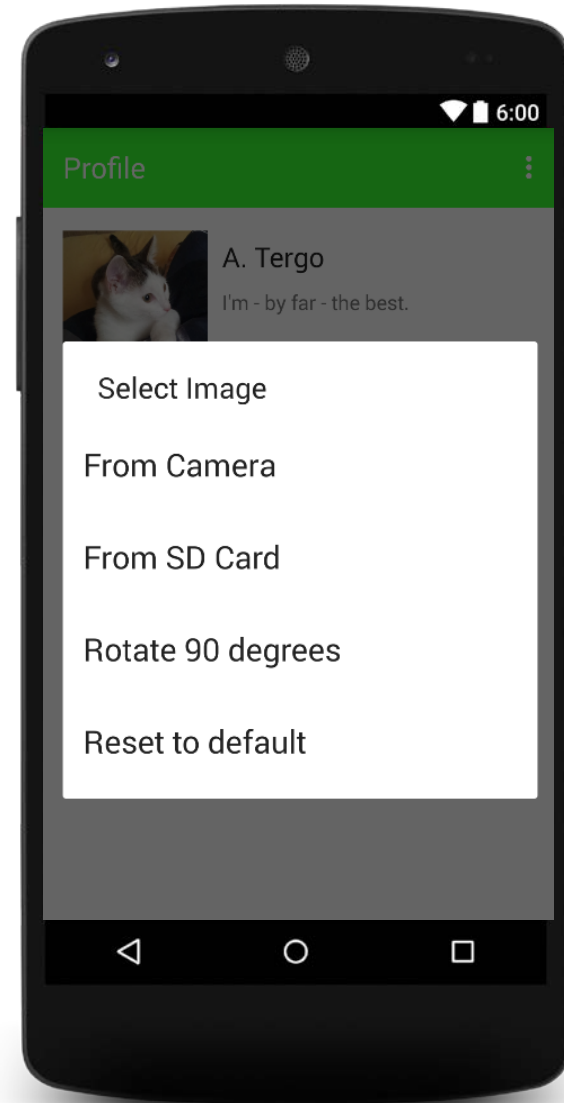 6:00
Profile
A. Tergo
I'm - by far - the best.
Select Image
From Camera
From SD Card
Rotate 90 degrees
Reset to default